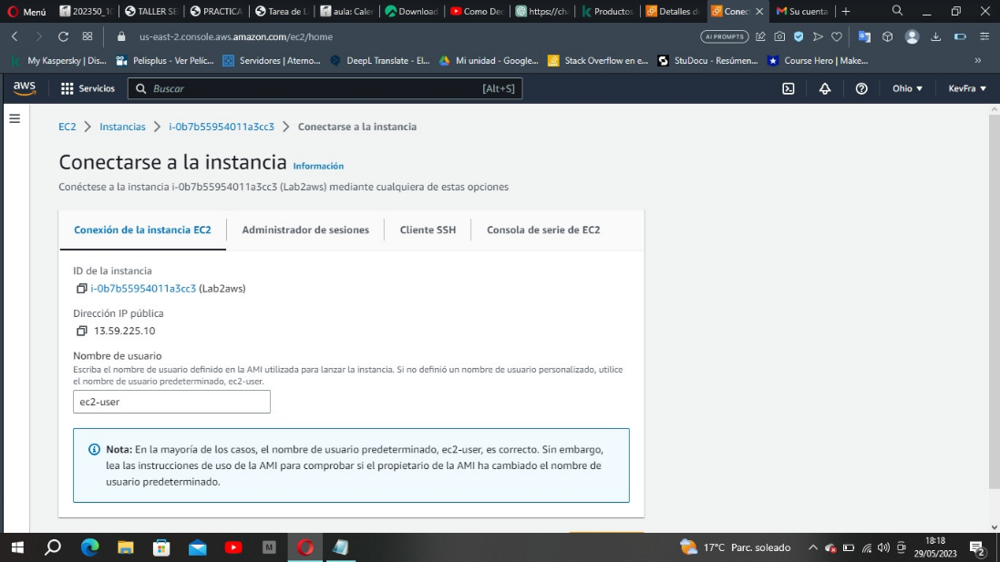 Menú
202350_1(
TALLER SE
PRACTICA
Tarea de L
aula: Caler
Download
Como Dec
https://ch
Productos
Detalles d
Conec
Su cuenta
us-east-2.console.aws.amazon.com/ec2/home
AI PROMPTS
My Kaspersky | Dis...
Pelisplus - Ver Pelíc...
Servidores | Aterno...
DeepL Translate - El...
Mi unidad - Google...
Stack Overflow en e...
StuDocu - Resúmen...
Course Hero | Make...
aws
Servicios
Buscar
[Alt+S]
Ohio
KevFra
EC2 > Instancias > i-0b7b55954011a3cc3 > Conectarse a la instancia
Conectarse a la instancia Información
Conéctese a la instancia i-0b7b55954011a3cc3 (Lab2aws) mediante cualquiera de estas opciones
Conexión de la instancia EC2
Administrador de sesiones
Cliente SSH
Consola de serie de EC2
ID de la instancia
i-0b7b55954011a3cc3 (Lab2aws)
Dirección IP pública
13.59.225.10
Nombre de usuario
Escriba el nombre de usuario definido en la AMI utilizada para lanzar la instancia. Si no definió un nombre de usuario personalizado, utilice
el nombre de usuario predeterminado, ec2-user.
ec2-user
Nota: En la mayoría de los casos, el nombre de usuario predeterminado, ec2-user, es correcto. Sin embargo,
lea las instrucciones de uso de la AMI para comprobar si el propietario de la AMI ha cambiado el nombre de
usuario predeterminado.
17°C Parc. soleado
18:18
29/05/2023
2